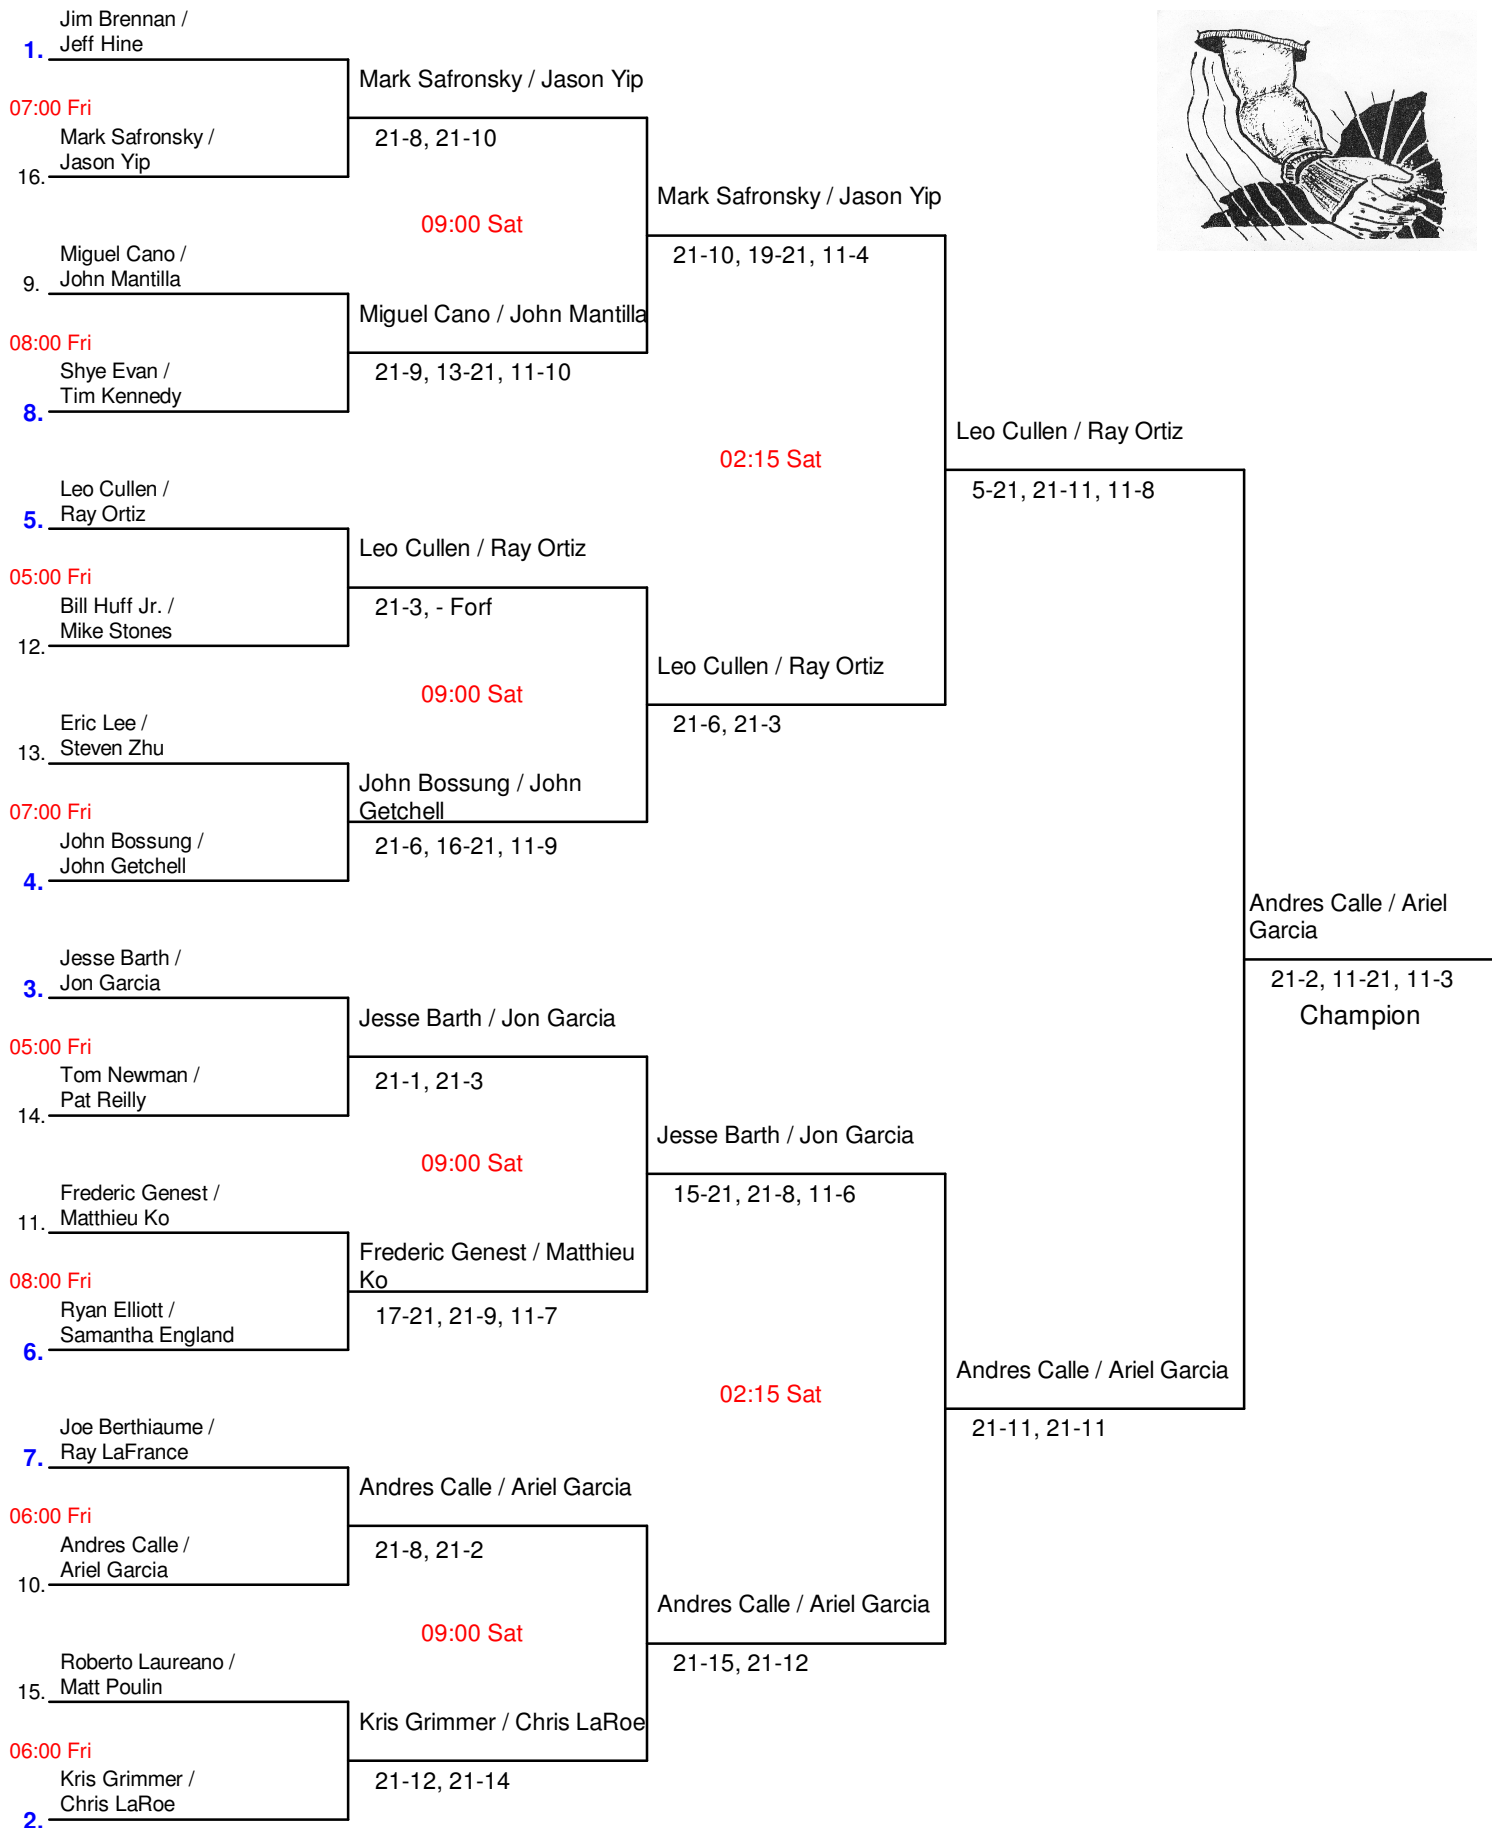 Jim Brennan /
Jeff Hine
1.
07:00 Fri
Mark Safronsky /
Jason Yip
16.
Miguel Cano /
John Mantilla
9.
08:00 Fri
Shye Evan /
Tim Kennedy
8.
Leo Cullen /
Ray Ortiz
5.
05:00 Fri
Bill Huff Jr. /
Mike Stones
12.
Eric Lee /
Steven Zhu
13.
07:00 Fri
John Bossung /
John Getchell
4.
Jesse Barth /
Jon Garcia
3.
05:00 Fri
Tom Newman /
Pat Reilly
14.
Frederic Genest /
Matthieu Ko
11.
08:00 Fri
Ryan Elliott /
Samantha England
6.
Joe Berthiaume /
Ray LaFrance
7.
06:00 Fri
Andres Calle /
Ariel Garcia
10.
Roberto Laureano /
Matt Poulin
15.
06:00 Fri
Kris Grimmer /
Chris LaRoe
2.
Mark Safronsky / Jason Yip
21-8, 21-10
09:00 Sat
Miguel Cano / John Mantilla
21-9, 13-21, 11-10
Leo Cullen / Ray Ortiz
21-3, - Forf
09:00 Sat
John Bossung / John
Getchell
21-6, 16-21, 11-9
Jesse Barth / Jon Garcia
21-1, 21-3
09:00 Sat
Frederic Genest / Matthieu
Ko
17-21, 21-9, 11-7
Andres Calle / Ariel Garcia
21-8, 21-2
09:00 Sat
Kris Grimmer / Chris LaRoe
21-12, 21-14
Mark Safronsky / Jason Yip
21-10, 19-21, 11-4
02:15 Sat
Leo Cullen / Ray Ortiz
21-6, 21-3
Jesse Barth / Jon Garcia
15-21, 21-8, 11-6
02:15 Sat
Andres Calle / Ariel Garcia
21-15, 21-12
Leo Cullen / Ray Ortiz
5-21, 21-11, 11-8
Andres Calle / Ariel Garcia
21-11, 21-11
Andres Calle / Ariel
Garcia
21-2, 11-21, 11-3
Champion